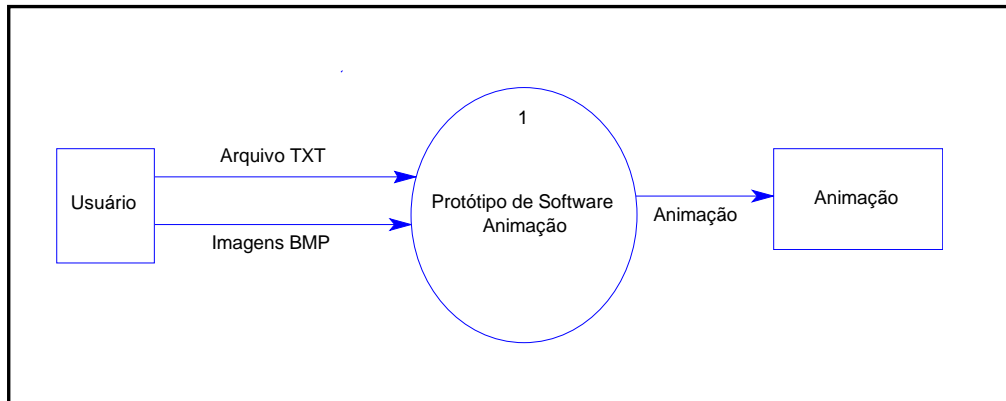 1
Arquivo TXT
Usuário
Protótipo de Software
Animação
Animação
Animação
Imagens BMP